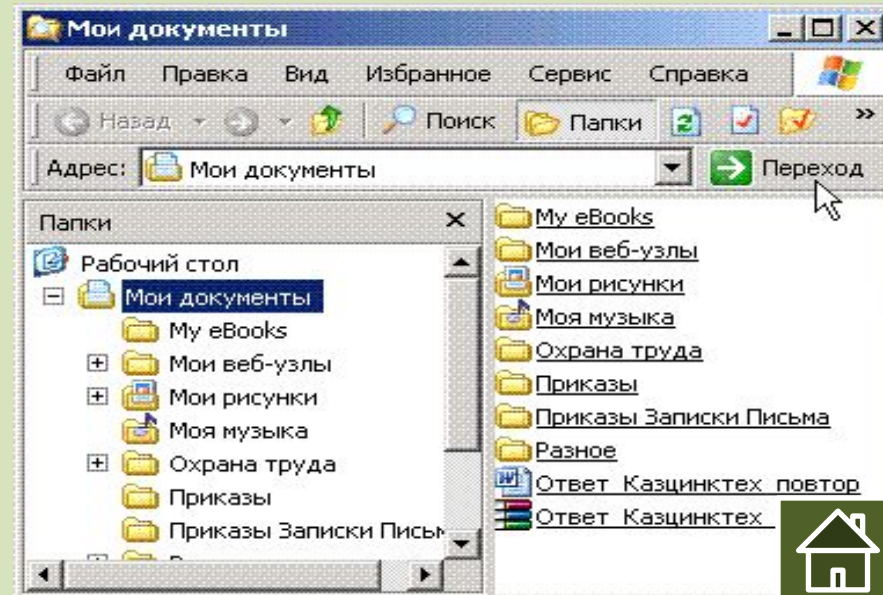 Мои документы
Файл Правка Вид Избранное Сервис Справка
Назад Поиск Папки »
Адрес: Мои документы Переход
Папки
Рабочий стол
Мои документы
My eBooks
Мои веб-узлы
Мои рисунки
Моя музыка
Охрана труда
Приказы
Приказы Записки
My eBooks
Мои веб-узлы
Мои рисунки
Моя музыка
Охрана труда
Приказы
Приказы Записки Письма
Разное
Ответ Казцинктех повтор
Ответ Казцинктех